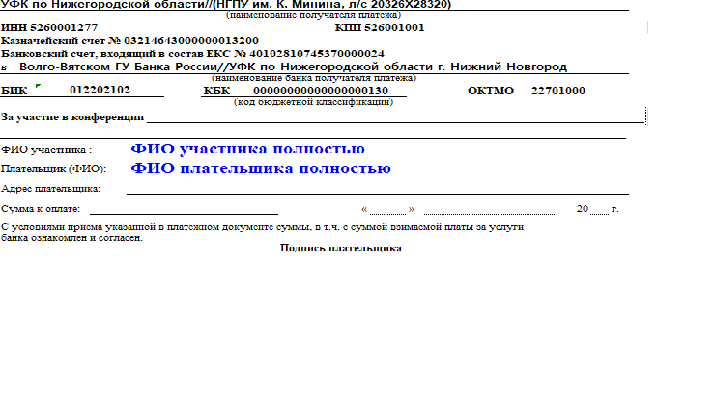 УФК по Нижегородской области//(НГПУ им. К. Минина, л/с 20326Х28320)
(наименование получателя платежа)
ИНН 5260001277 КПП 526001001
Казначейский счет № 03214643000000013200
Банковский счет, входящий в состав ЕКС № 40102810745370000024
в Волго-Вятском ГУ Банка России//УФК по Нижегородской области г. Нижний Новгород
(наименование банка получателя платежа)
БИК 012202102 КБК 00000000000000000130 ОКТМО 22701000
(код бюджетной классификации)
За участие в конференции
ФИО участника : ФИО участника полностью
Плательщик (ФИО): ФИО плательщика полностью
Адрес плательщика:
Сумма к оплате: « » 20 г.
С условиями приема указанной в платежном документе суммы, в т.ч. с суммой взимаемой платы за услуги
банка ознакомлен и согласен.
Подпись плательщика